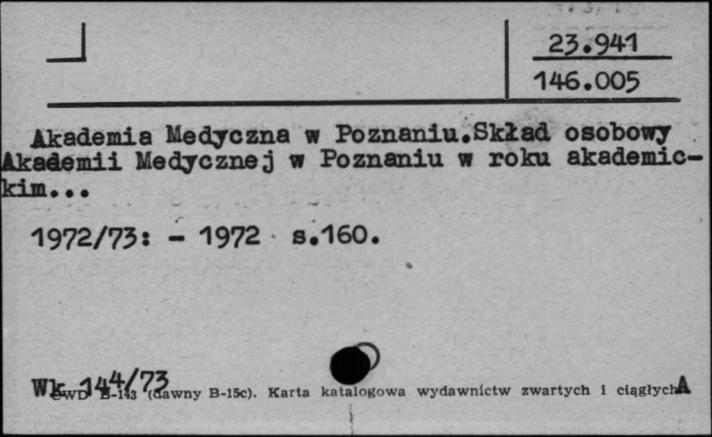 23.941
146.005
Akademia Medyczna w Poznaniu.Skład osobowy
Akademii Medycznej w Poznaniu w roku akademic-
kim...
1972/73: - 1972 s.160.
Wk 144/73
B-143 (dawny B-15c). Karta katalogowa wydawnictw zwartych i ciągłych A